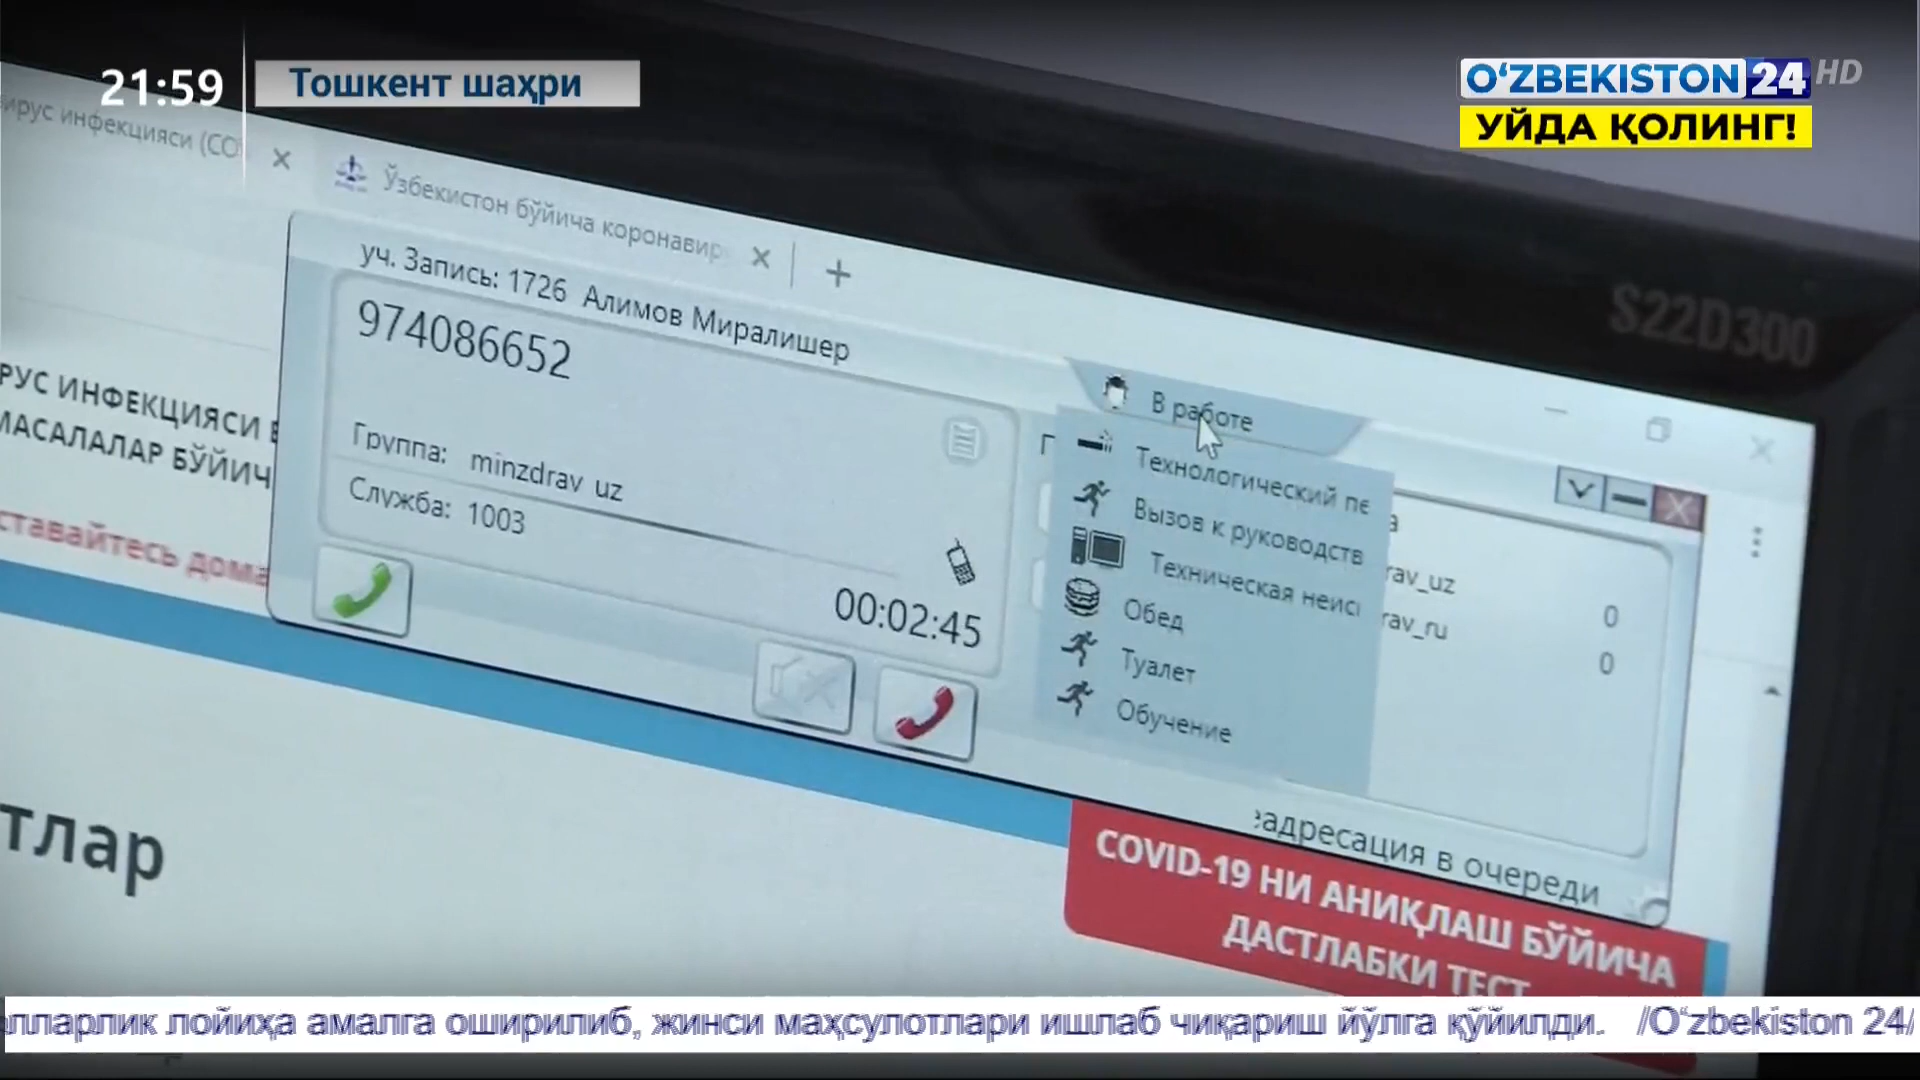 21:59
Тошкент шаҳри
O‘ZBEKISTON 24 HD
УЙДА ҚОЛИНГ!
ирус инфекцияси (CO
Ўзбекистон бўйича коронавир
S22D300
уч. Запись: 1726 Алимов Миралишер
974086652
Группа: minzdrav uz
Служба: 1003
00:02:45
В работе
Технологический пе
Вызов к руководств
Техническая неис
Обед
Туалет
Обучение
rav_uz 0
rav_ru 0
адресация в очереди
РУС ИНФЕКЦИЯСИ
МАСАЛАЛАР БЎЙИЧ
ставайтесь дома
тлар
COVID-19 НИ АНИҚЛАШ БЎЙИЧА
ДАСТЛАБКИ ТЕСТ
алларлик лойиҳа амалга оширилиб, жинси маҳсулотлари ишлаб чиқариш йўлга қўйилди. /O‘zbekiston 24/